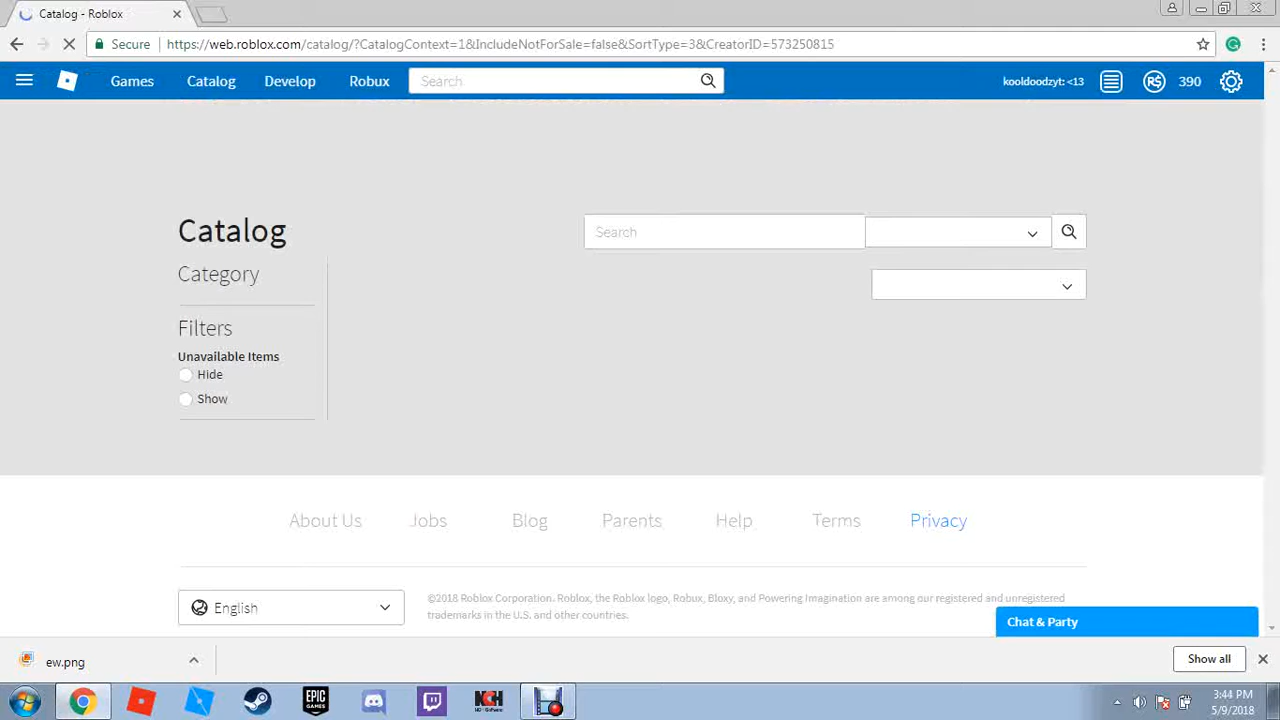 Catalog - Roblox
Secure https://web.roblox.com/catalog/?CatalogContext=1&IncludeNotForSale=false&SortType=3&CreatorID=573250815
Games Catalog Develop Robux Search kooldoodzyt: <13 R$ 390
Catalog Search
Category
Filters
Unavailable Items
Hide
Show
About Us Jobs Blog Parents Help Terms Privacy
English
©2018 Roblox Corporation. Roblox, the Roblox logo, Robux, Bloxy, and Powering Imagination are among our registered and unregistered
trademarks in the U.S. and other countries.
Chat & Party
ew.png Show all
EPIC
GAMES
NCH
3:44 PM
5/9/2018